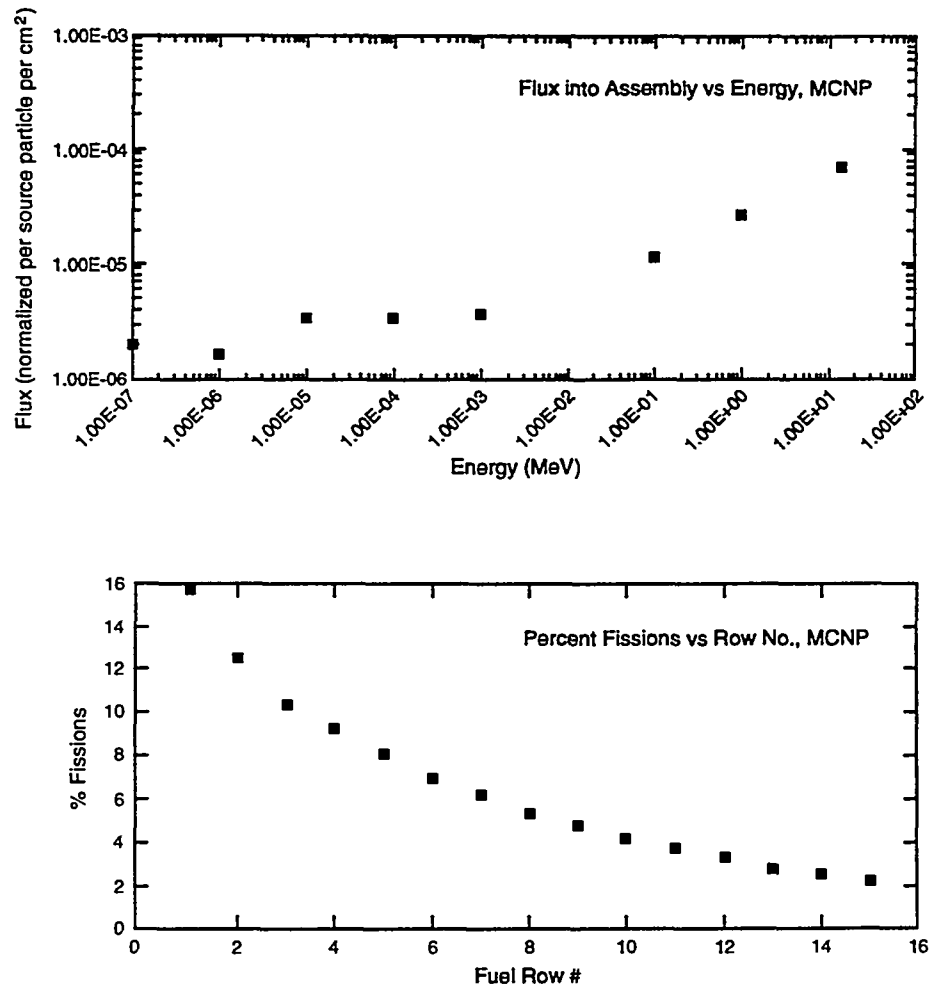 Flux into Assembly vs Energy, MCNP
Flux (normalized per source particle per cm²)
1.00E-03
1.00E-04
1.00E-05
1.00E-06
1.00E-07
1.00E-06
1.00E-05
1.00E-04
1.00E-03
1.00E-02
1.00E-01
1.00E+00
1.00E+01
1.00E+02
Energy (MeV)
Percent Fissions vs Row No., MCNP
% Fissions
16
14
12
10
8
6
4
2
0
0
2
4
6
8
10
12
14
16
Fuel Row #